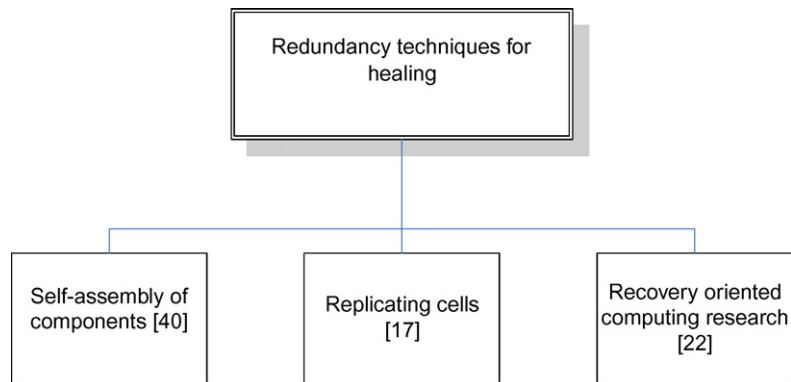 Redundancy techniques for
healing
Self-assembly of
components [40]
Replicating cells
[17]
Recovery oriented
computing research
[22]